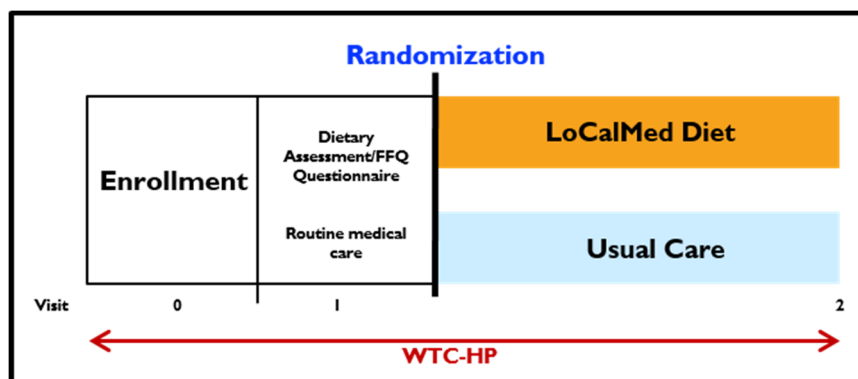 Randomization
Enrollment
Dietary
Assessment/FFQ
Questionnaire
Routine medical
care
LoCalMed Diet
Usual Care
Visit 0 1 2
WTC-HP